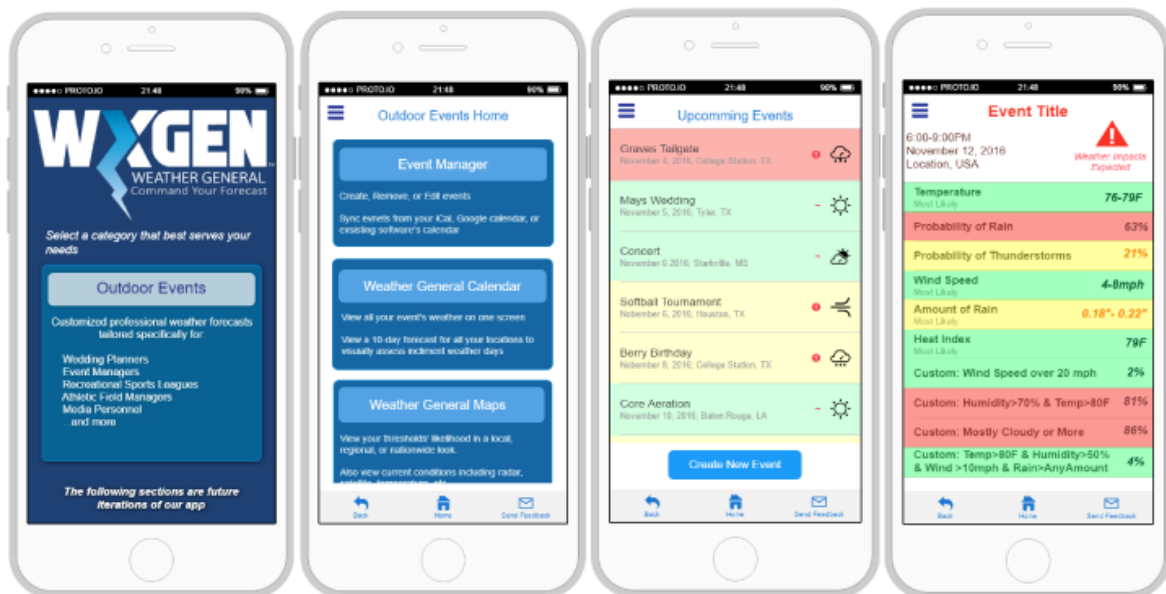 PROTO.IO 21:48 90%
WXGEN
WEATHER GENERAL
Command Your Forecast
Select a category that best serves your
needs
Outdoor Events
Customized professional weather forecasts
tailored specifically for:
Wedding Planners
Event Managers
Recreational Sports Leagues
Athletic Field Managers
Media Personnel
...and more
The following sections are future
iterations of our app
PROTO.IO 21:48 90%
Outdoor Events Home
Event Manager
Create, Remove, or Edit events
Sync evnets from your iCal, Google calendar, or
exsisting software's calendar
Weather General Calendar
View all your event's weather on one screen
View a 10-day forecast for all your locations to
visually assess incliment weather days
Weather General Maps
View your thresholds' likelihood in a local,
regional, or nationwide look.
Also view current conditions including radar,
satellite, temperature, etc
Back Home Send Feedback
PROTO.IO 21:48 90%
Upcomming Events
Graves Tailgate
November 4, 2016; College Station, TX
Mays Wedding
November 5, 2016; Tyler, TX
Concert
November 5 2016; Starkville, MS
Softball Tournament
Nobember 6, 2016; Houston, TX
Berry Birthday
Nobember 8, 2016; College Station, TX
Core Aeration
November 10, 2016; Baton Rouge, LA
Create New Event
Back Home Send Feedback
PROTO.IO 21:48 90%
Event Title
6:00-9:00PM
November 12, 2016
Location, USA
Weather Impacts
Expected
Temperature 76-79F
Most Likely
Probability of Rain 63%
Probability of Thunderstorms 21%
Wind Speed 4-8mph
Most Likely
Amount of Rain 0.18"- 0.22"
Most Likely
Heat Index 79F
Most Likely
Custom: Wind Speed over 20 mph 2%
Custom: Humidity>70% & Temp>80F 81%
Custom: Mostly Cloudy or More 86%
Custom: Temp>80F & Humidity>50%
& Wind >10mph & Rain>AnyAmount 4%
Back Home Send Feedback